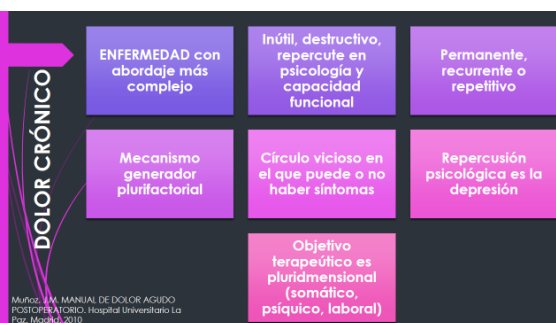 DOLOR CRÓNICO
ENFERMEDAD con
abordaje más
complejo
Inútil, destructivo,
repercute en
psicología y
capacidad
funcional
Permanente,
recurrente o
repetitivo
Mecanismo
generador
plurifactorial
Círculo vicioso en
el que puede o no
haber síntomas
Repercusión
psicológica es la
depresión
Objetivo
terapéutico es
pluridmensional
(somático,
psíquico, laboral)
Muñoz, J.M. MANUAL DE DOLOR AGUDO
POSTOPERATORIO. Hospital Universitario La
Paz. Madrid. 2010